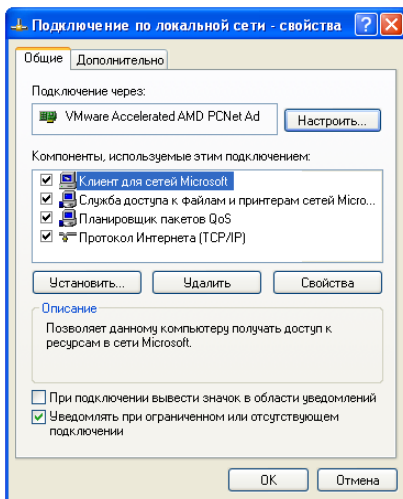 Подключение по локальной сети - свойства
Общие
Дополнительно
Подключение через:
VMware Accelerated AMD PCNet Ad
Настроить...
Компоненты, используемые этим подключением:
Клиент для сетей Microsoft
Служба доступа к файлам и принтерам сетей Micro...
Планировщик пакетов QoS
Протокол Интернета (TCP/IP)
Установить...
Удалить
Свойства
Описание
Позволяет данному компьютеру получать доступ к
ресурсам в сети Microsoft.
При подключении вывести значок в области уведомлений
Уведомлять при ограниченном или отсутствующем
подключении
OK
Отмена